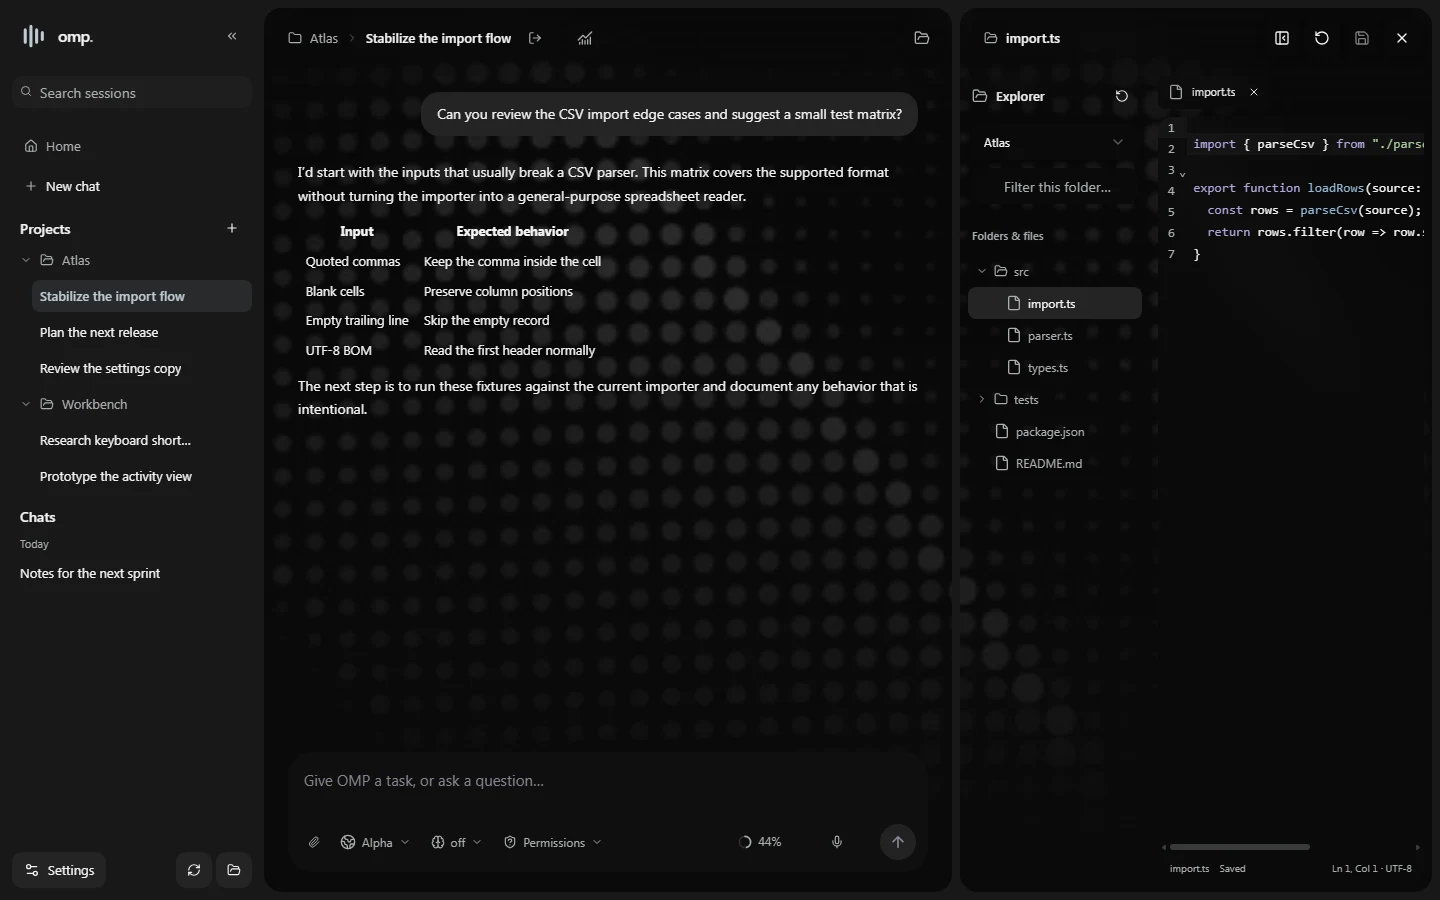 omp.
Search sessions
Home
New chat
Projects
Atlas
Stabilize the import flow
Plan the next release
Review the settings copy
Workbench
Research keyboard short...
Prototype the activity view
Chats
Today
Notes for the next sprint
Settings
Atlas > Stabilize the import flow
Can you review the CSV import edge cases and suggest a small test matrix?
I'd start with the inputs that usually break a CSV parser. This matrix covers the supported format
without turning the importer into a general-purpose spreadsheet reader.
Input Expected behavior
Quoted commas Keep the comma inside the cell
Blank cells Preserve column positions
Empty trailing line Skip the empty record
UTF-8 BOM Read the first header normally
The next step is to run these fixtures against the current importer and document any behavior that is
intentional.
Give OMP a task, or ask a question...
Alpha off Permissions 44%
import.ts
Explorer
Atlas
Filter this folder...
Folders & files
src
import.ts
parser.ts
types.ts
tests
package.json
README.md
import.ts
1
2 import { parseCsv } from "./pars
3
4 export function loadRows(source:
5 const rows = parseCsv(source);
6 return rows.filter(row => row.
7 }
import.ts Saved Ln 1, Col 1 · UTF-8